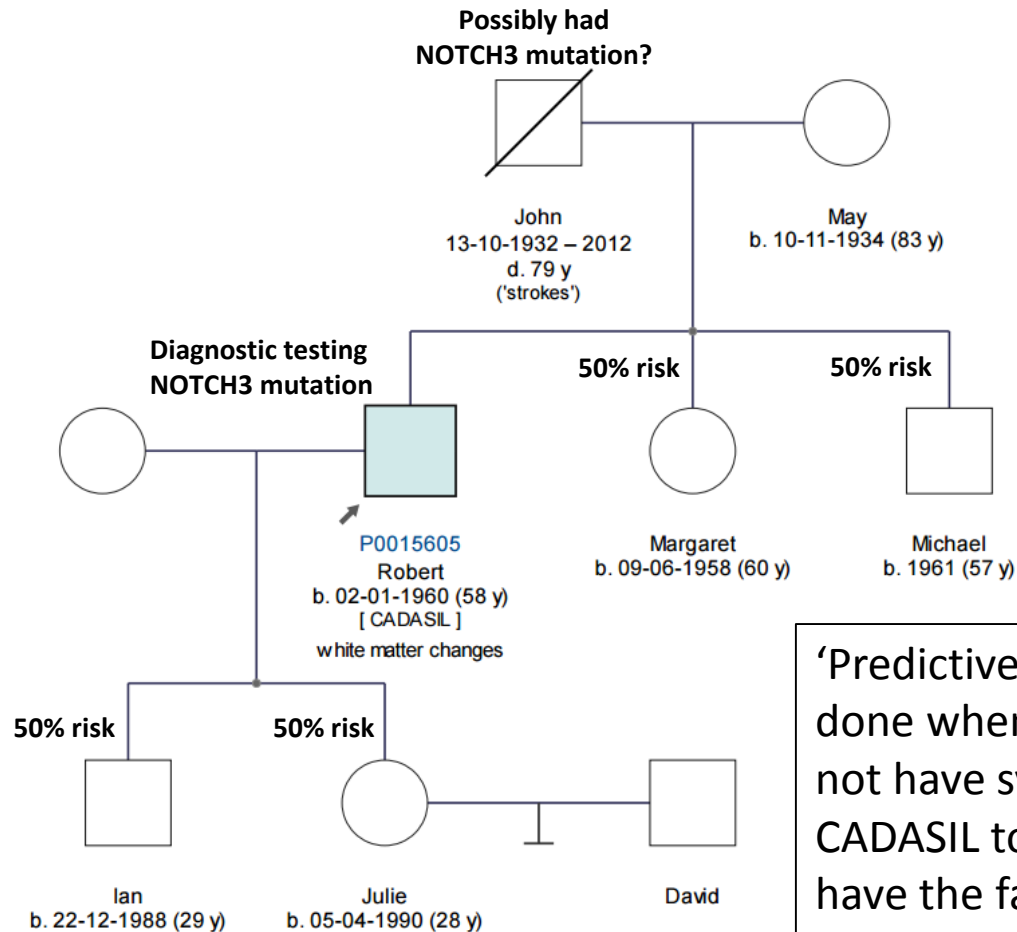 Possibly had
NOTCH3 mutation?
John
13-10-1932 – 2012
d. 79 y
('strokes')
May
b. 10-11-1934 (83 y)
Diagnostic testing
NOTCH3 mutation
50% risk
50% risk
P0015605
Robert
b. 02-01-1960 (58 y)
[ CADASIL ]
white matter changes
Margaret
b. 09-06-1958 (60 y)
Michael
b. 1961 (57 y)
50% risk
50% risk
Ian
b. 22-12-1988 (29 y)
Julie
b. 05-04-1990 (28 y)
David
‘Predictive
done when
not have
CADASIL
have the